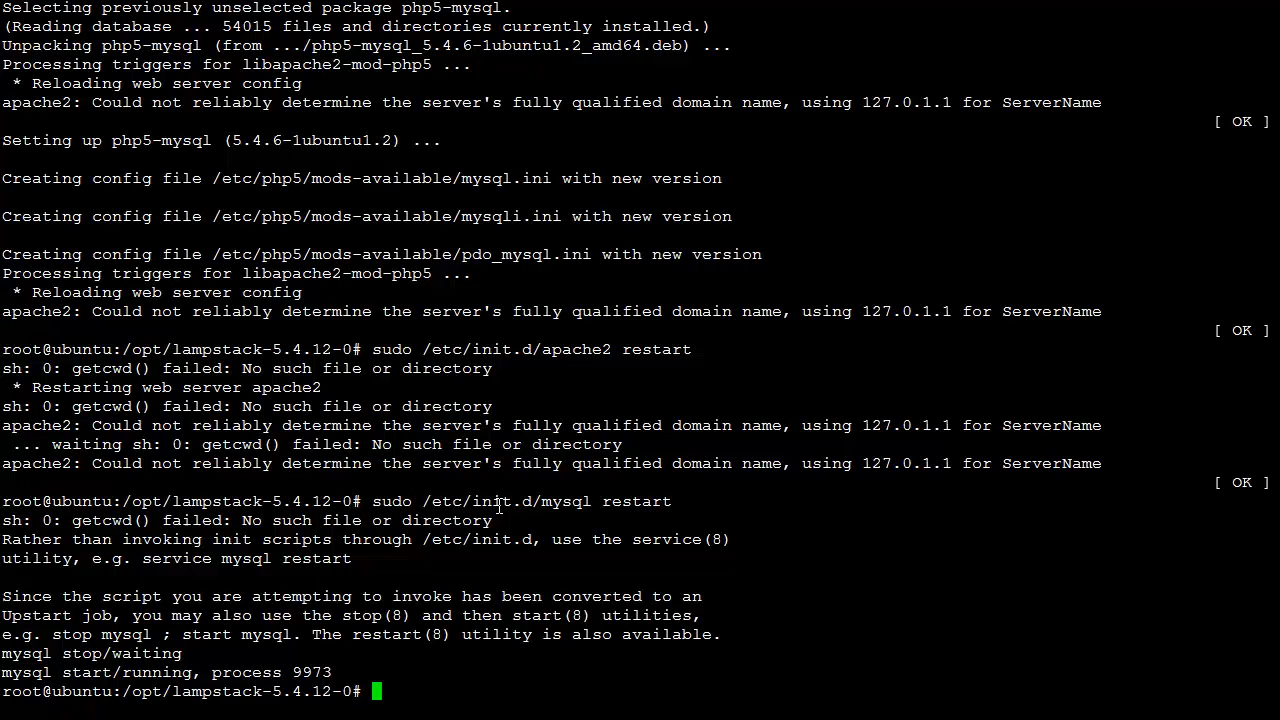 Selecting previously unselected package php5-mysql.
(Reading database ... 54015 files and directories currently installed.)
Unpacking php5-mysql (from .../php5-mysql_5.4.6-1ubuntu1.2_amd64.deb) ...
Processing triggers for libapache2-mod-php5 ...
 * Reloading web server config
apache2: Could not reliably determine the server's fully qualified domain name, using 127.0.1.1 for ServerName
[ OK ]
Setting up php5-mysql (5.4.6-1ubuntu1.2) ...
Creating config file /etc/php5/mods-available/mysql.ini with new version
Creating config file /etc/php5/mods-available/mysqli.ini with new version
Creating config file /etc/php5/mods-available/pdo_mysql.ini with new version
Processing triggers for libapache2-mod-php5 ...
 * Reloading web server config
apache2: Could not reliably determine the server's fully qualified domain name, using 127.0.1.1 for ServerName
[ OK ]
root@ubuntu:/opt/lampstack-5.4.12-0# sudo /etc/init.d/apache2 restart
sh: 0: getcwd() failed: No such file or directory
 * Restarting web server apache2
sh: 0: getcwd() failed: No such file or directory
apache2: Could not reliably determine the server's fully qualified domain name, using 127.0.1.1 for ServerName
 ... waiting sh: 0: getcwd() failed: No such file or directory
apache2: Could not reliably determine the server's fully qualified domain name, using 127.0.1.1 for ServerName
[ OK ]
root@ubuntu:/opt/lampstack-5.4.12-0# sudo /etc/init.d/mysql restart
sh: 0: getcwd() failed: No such file or directory
Rather than invoking init scripts through /etc/init.d, use the service(8)
utility, e.g. service mysql restart
Since the script you are attempting to invoke has been converted to an
Upstart job, you may also use the stop(8) and then start(8) utilities,
e.g. stop mysql ; start mysql. The restart(8) utility is also available.
mysql stop/waiting
mysql start/running, process 9973
root@ubuntu:/opt/lampstack-5.4.12-0#